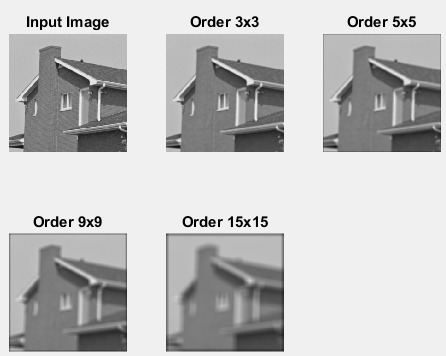 Input Image
Order 3x3
Order 5x5
Order 9x9
Order 15x15